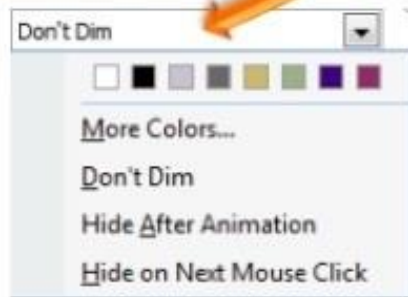 Don't Dim
More Colors...
Don't Dim
Hide After Animation
Hide on Next Mouse Click